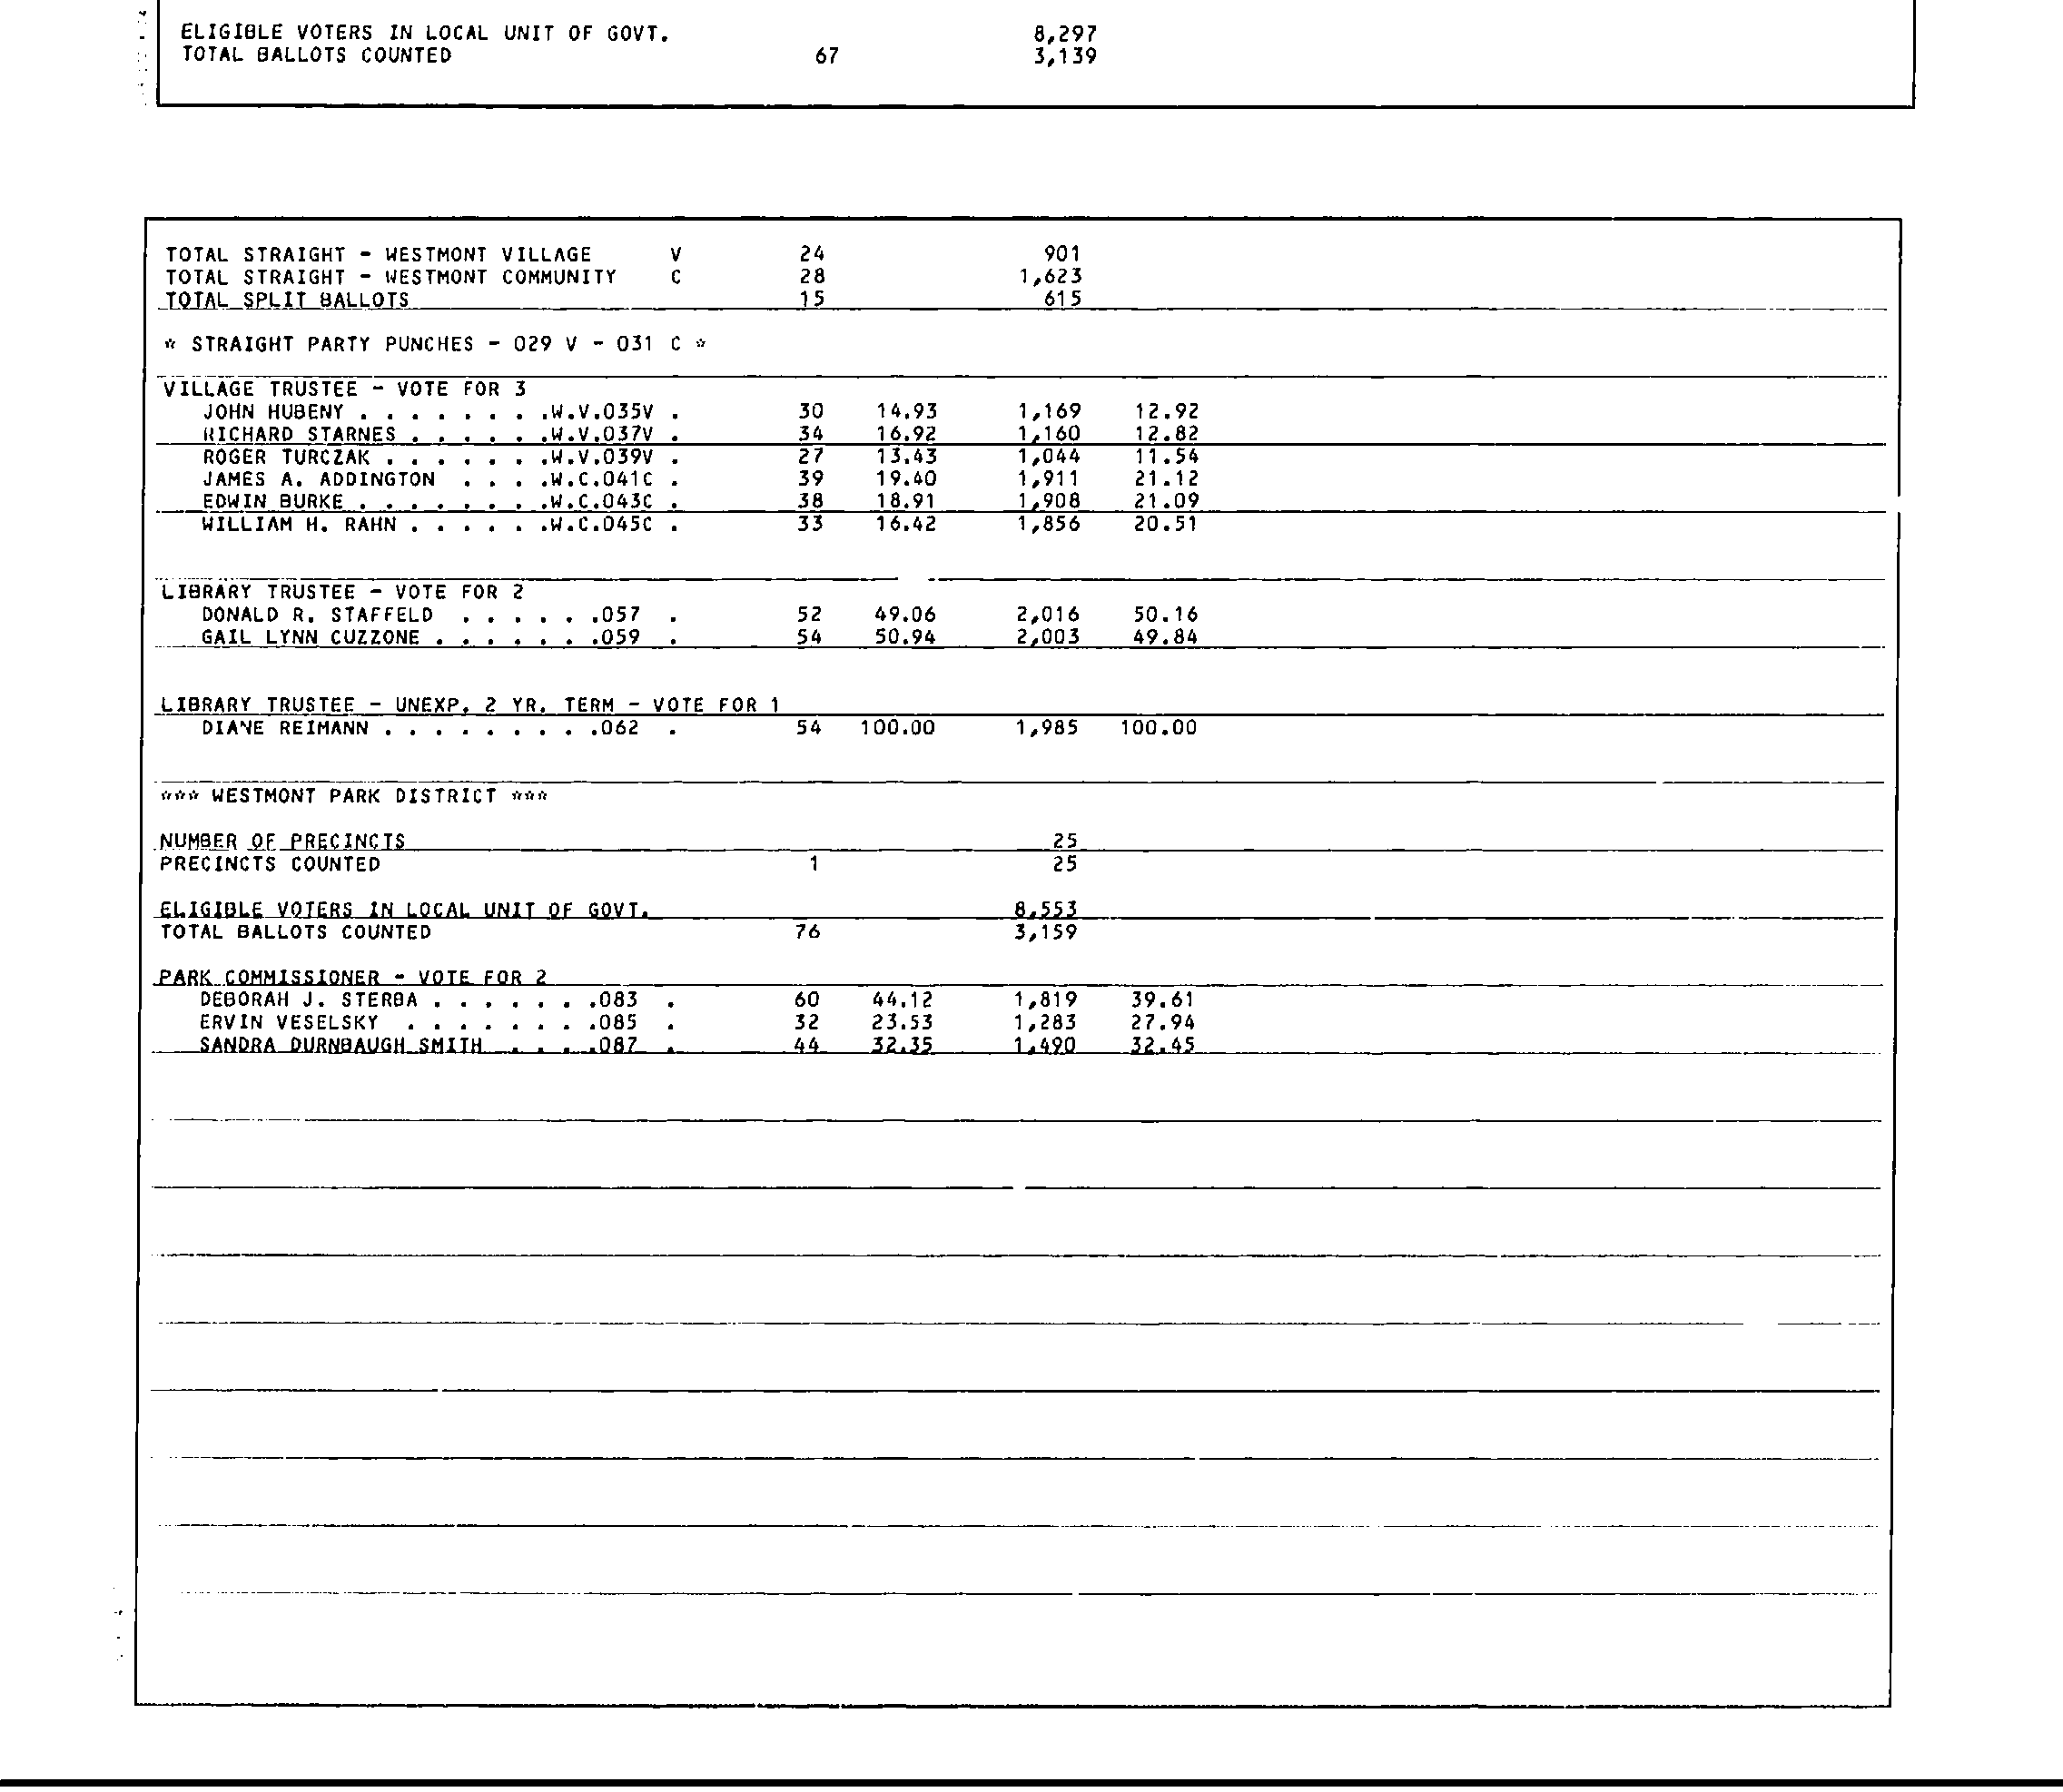 ELIGIBLE VOTERS IN LOCAL UNIT OF GOVT. 8,297
TOTAL BALLOTS COUNTED 67 3,139
TOTAL STRAIGHT - WESTMONT VILLAGE V 24 901
TOTAL STRAIGHT - WESTMONT COMMUNITY C 28 1,623
TOTAL SPLIT BALLOTS 15 615
* STRAIGHT PARTY PUNCHES - 029 V - 031 C *
VILLAGE TRUSTEE - VOTE FOR 3
JOHN HUBENY . . . . . . . .W.V.035V . 30 14.93 1,169 12.92
RICHARD STARNES . . . . . .W.V.037V . 34 16.92 1,160 12.82
ROGER TURCZAK . . . . . . .W.V.039V . 27 13.43 1,044 11.54
JAMES A. ADDINGTON . . . .W.C.041C . 39 19.40 1,911 21.12
EDWIN BURKE . . . . . . . .W.C.043C . 38 18.91 1,908 21.09
WILLIAM H. RAHN . . . . . .W.C.045C . 33 16.42 1,856 20.51
LIBRARY TRUSTEE - VOTE FOR 2
DONALD R. STAFFELD . . . . . .057 . 52 49.06 2,016 50.16
GAIL LYNN CUZZONE . . . . . . .059 . 54 50.94 2,003 49.84
LIBRARY TRUSTEE - UNEXP. 2 YR. TERM - VOTE FOR 1
DIANE REIMANN . . . . . . . . .062 . 54 100.00 1,985 100.00
*** WESTMONT PARK DISTRICT ***
NUMBER OF PRECINCTS 25
PRECINCTS COUNTED 1 25
ELIGIBLE VOTERS IN LOCAL UNIT OF GOVT. 8,553
TOTAL BALLOTS COUNTED 76 3,159
PARK COMMISSIONER - VOTE FOR 2
DEBORAH J. STERBA . . . . . . .083 . 60 44.12 1,819 39.61
ERVIN VESELSKY . . . . . . . .085 . 32 23.53 1,283 27.94
SANDRA DURNBAUGH SMITH . . . .087 . 44 32.35 1,490 32.45